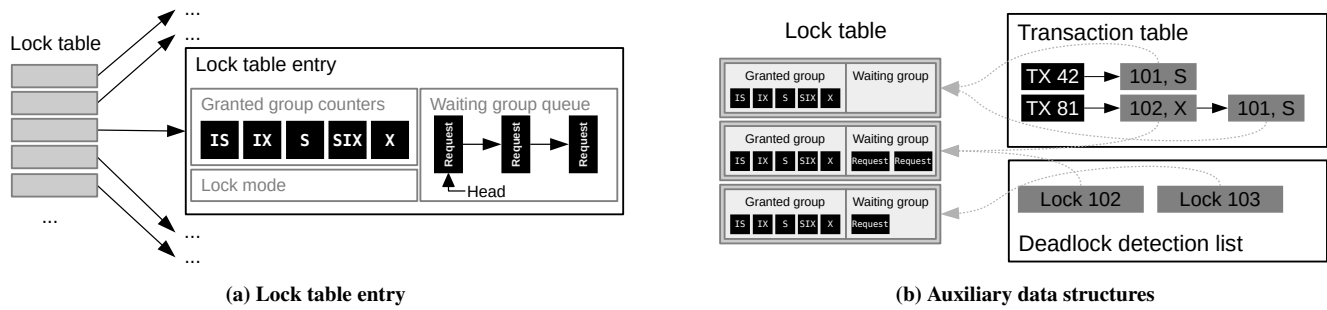 Lock table
...
...
Lock table entry
Granted group counters
IS IX S SIX X
Lock mode
Waiting group queue
Request Request Request
Head
...
...
...
(a) Lock table entry
Lock table
Granted group Waiting group
IS IX S SIX X
Granted group Waiting group
IS IX S SIX X Request Request
Granted group Waiting group
IS IX S SIX X Request
Transaction table
TX 42 101, S
TX 81 102, X 101, S
Lock 102 Lock 103
Deadlock detection list
(b) Auxiliary data structures